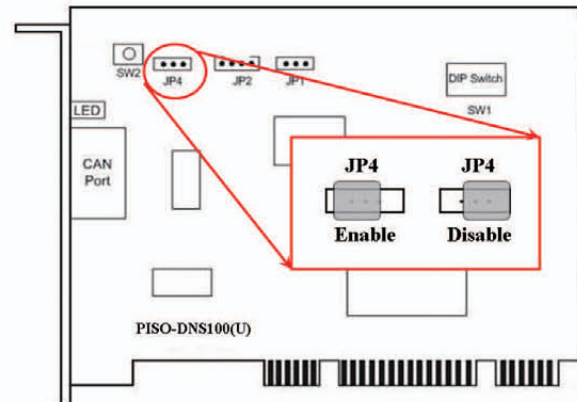 SW2
JP4
JP2
JP1
DIP Switch
SW1
LED
CAN
Port
JP4
JP4
Enable
Disable
PISO-DNS100(U)